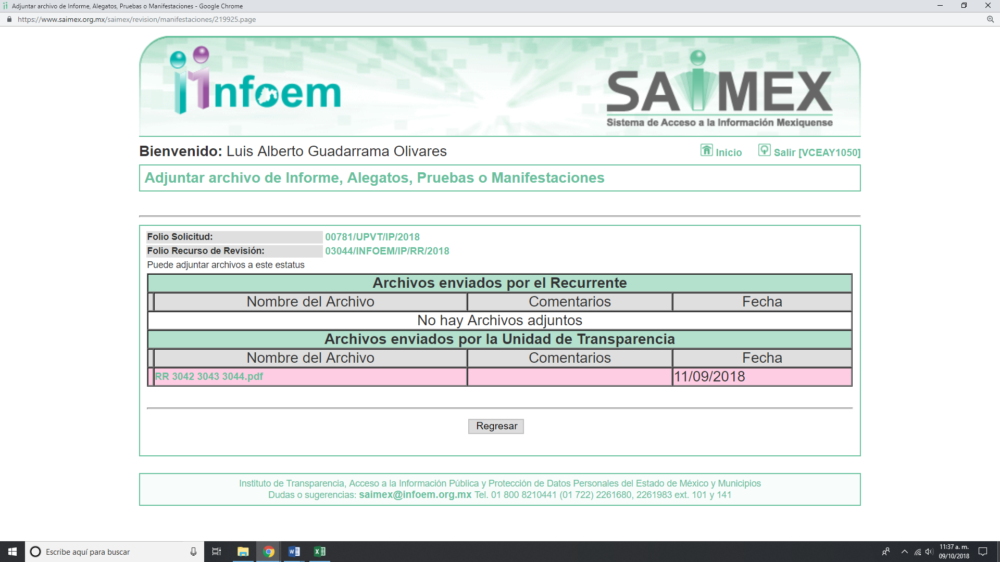 Adjuntar archivo de Informe, Alegatos, Pruebas o Manifestaciones - Google Chrome
https://www.saimex.org.mx/saimex/revision/manifestaciones/219925.page
infoem
SAIMEX
Sistema de Acceso a la Información Mexiquense
Bienvenido: Luis Alberto Guadarrama Olivares
Inicio
Salir [VCEAY1050]
Adjuntar archivo de Informe, Alegatos, Pruebas o Manifestaciones
Folio Solicitud: 00781/UPVT/IP/2018
Folio Recurso de Revisión: 03044/INFOEM/IP/RR/2018
Puede adjuntar archivos a este estatus
Archivos enviados por el Recurrente
Nombre del Archivo Comentarios Fecha
No hay Archivos adjuntos
Archivos enviados por la Unidad de Transparencia
Nombre del Archivo Comentarios Fecha
RR 3042 3043 3044.pdf 11/09/2018
Regresar
Instituto de Transparencia, Acceso a la Información Pública y Protección de Datos Personales del Estado de México y Municipios
Dudas o sugerencias: saimex@infoem.org.mx Tel. 01 800 8210441 (01 722) 2261680, 2261983 ext. 101 y 141
Escribe aquí para buscar
11:37 a. m.
09/10/2018